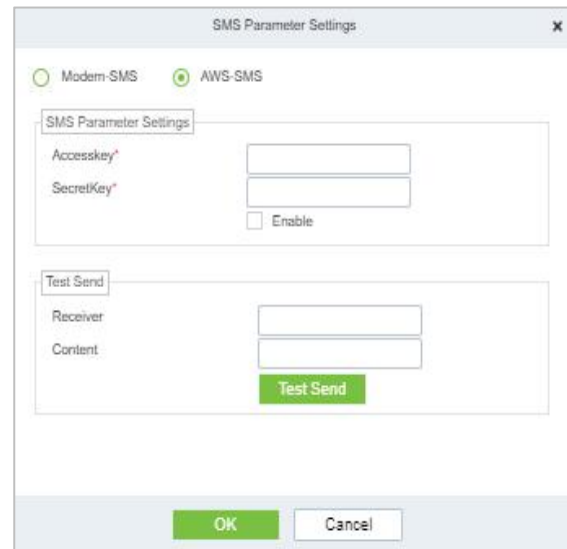 SMS Parameter Settings x
Modem-SMS AWS-SMS
SMS Parameter Settings
Accesskey*
SecretKey*
Enable
Test Send
Receiver
Content
Test Send
OK Cancel